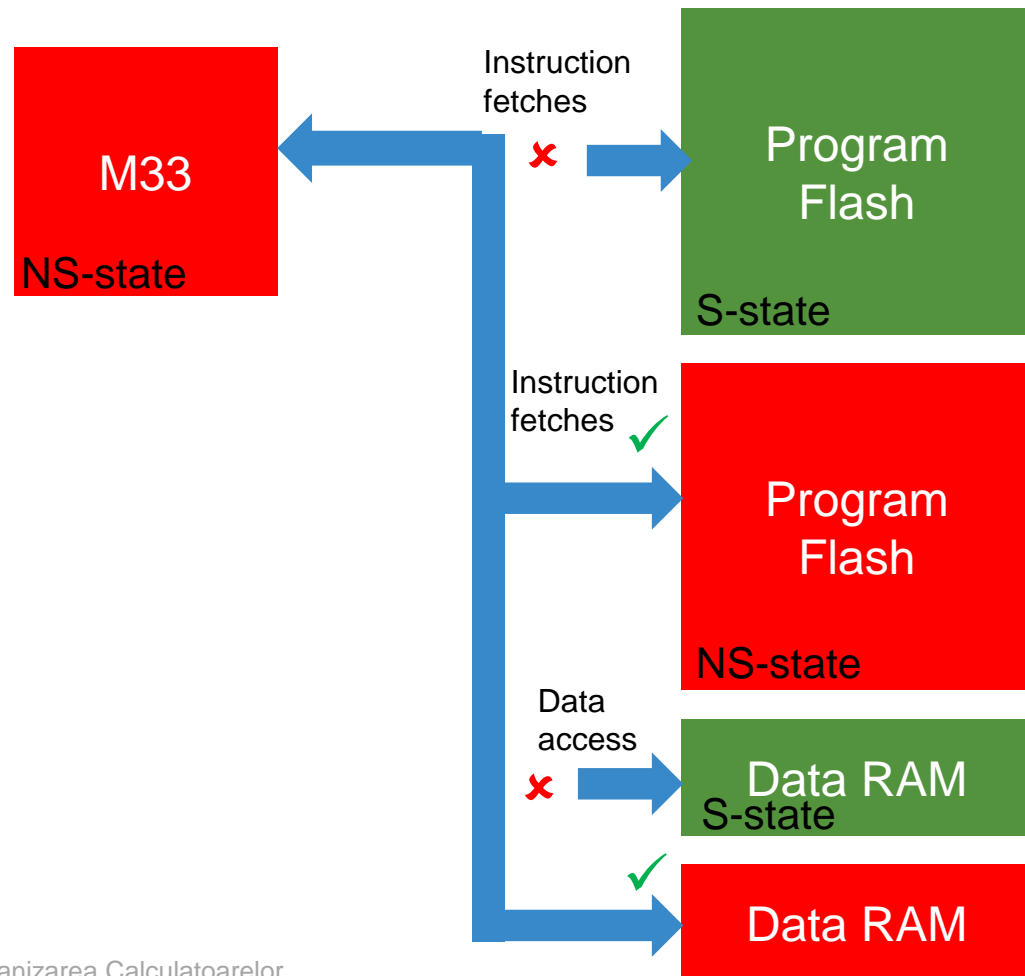 M33
NS-state
Instruction
fetches
Program
Flash
S-state
Instruction
fetches
Program
Flash
NS-state
Data
access
Data RAM
S-state
Data RAM
Calculatoarelor